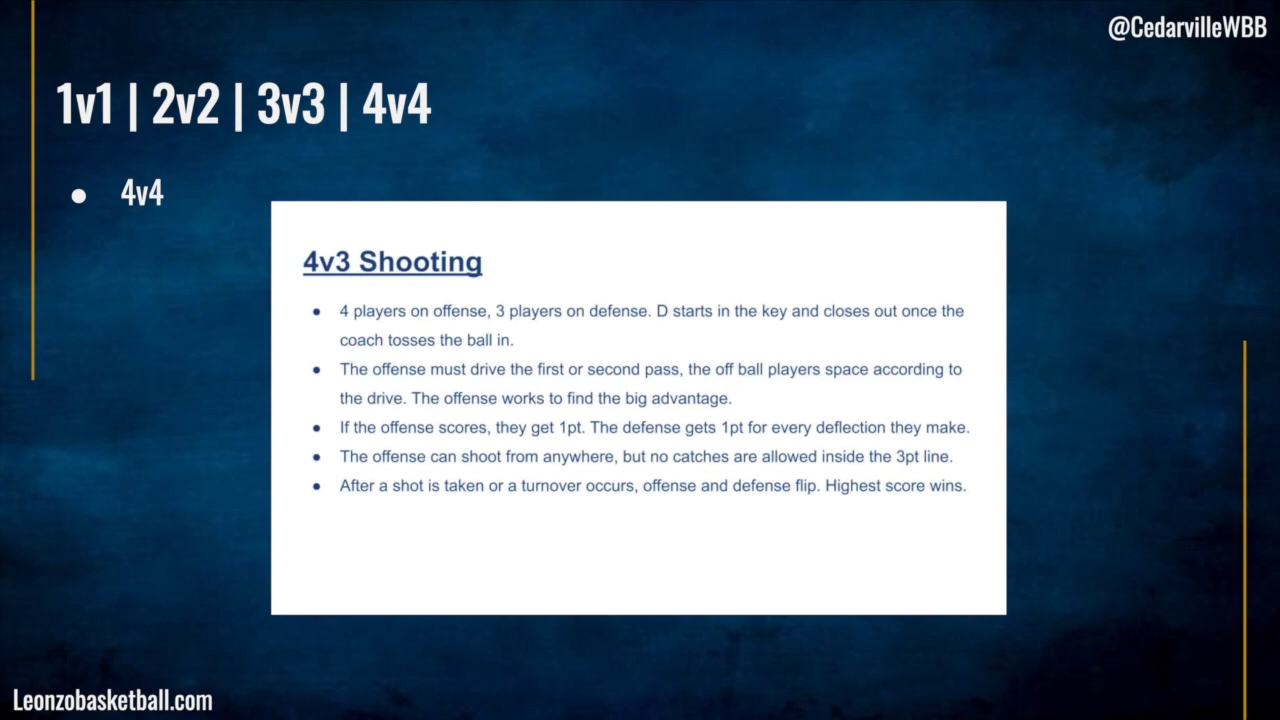 @CedarvilleWBB
1v1 | 2v2 | 3v3 | 4v4
● 4v4
4v3 Shooting
● 4 players on offense, 3 players on defense. D starts in the key and closes out once the
coach tosses the ball in.
● The offense must drive the first or second pass, the off ball players space according to
the drive. The offense works to find the big advantage.
● If the offense scores, they get 1pt. The defense gets 1pt for every deflection they make.
● The offense can shoot from anywhere, but no catches are allowed inside the 3pt line.
● After a shot is taken or a turnover occurs, offense and defense flip. Highest score wins.
Leonzobasketball.com